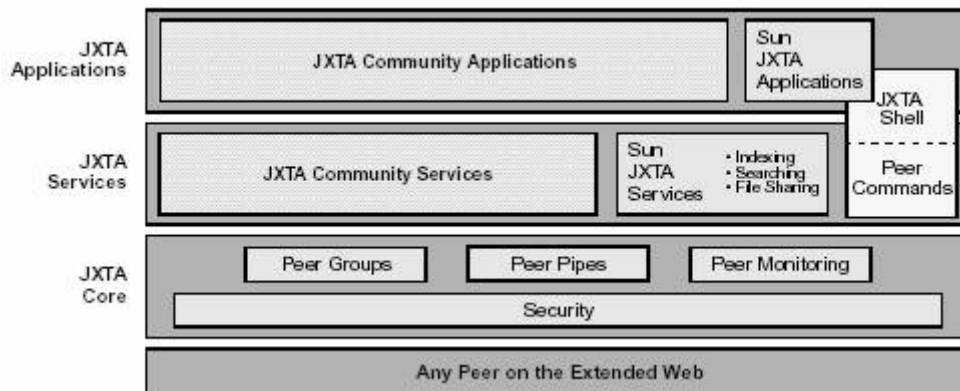 JXTA
Applications
JXTA Community Applications
Sun
JXTA
Applications
JXTA
Shell
Peer
Commands
JXTA
Services
JXTA Community Services
Sun
JXTA
Services
• Indexing
• Searching
• File Sharing
JXTA
Core
Peer Groups
Peer Pipes
Peer Monitoring
Security
Any Peer on the Extended Web